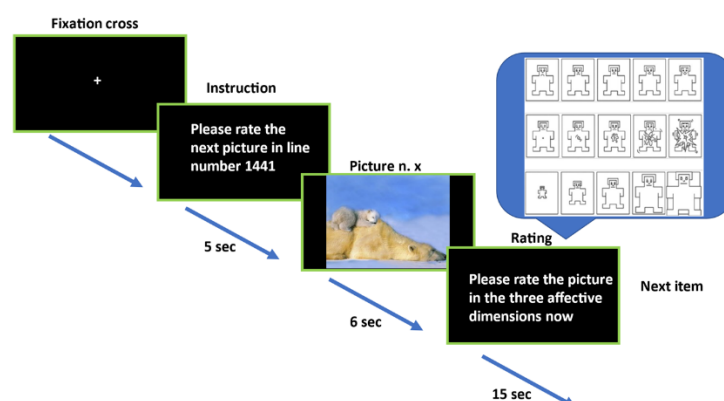 Fixation cross
+
Instruction
Please rate the
next picture in line
number 1441
Picture n. x
5 sec
Rating
Please rate the picture
in the three affective
dimensions now
Next item
6 sec
15 sec